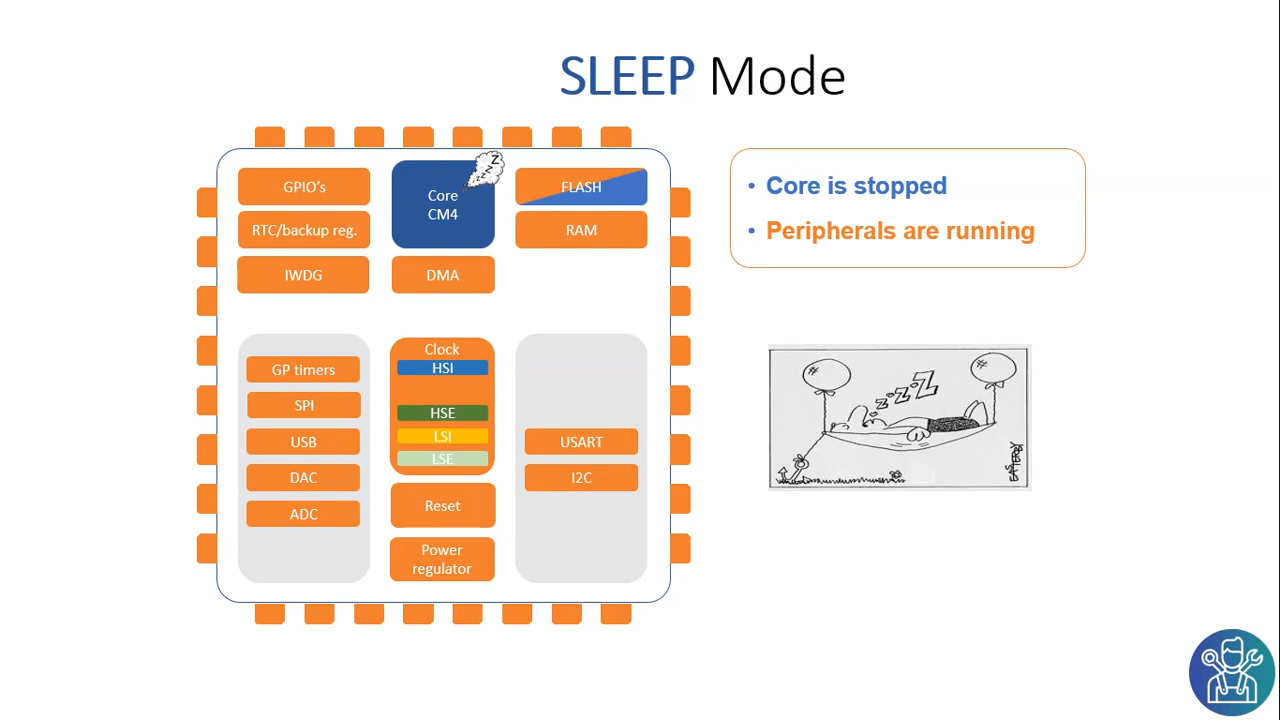 SLEEP Mode
GPIO's
RTC/backup reg.
IWDG
Core
CM4
Z
z
z
z
DMA
FLASH
RAM
• Core is stopped
• Peripherals are running
GP timers
SPI
USB
DAC
ADC
Clock
HSI
HSE
LSI
LSE
Reset
Power
regulator
USART
I2C
z z z Z
EASTERBY